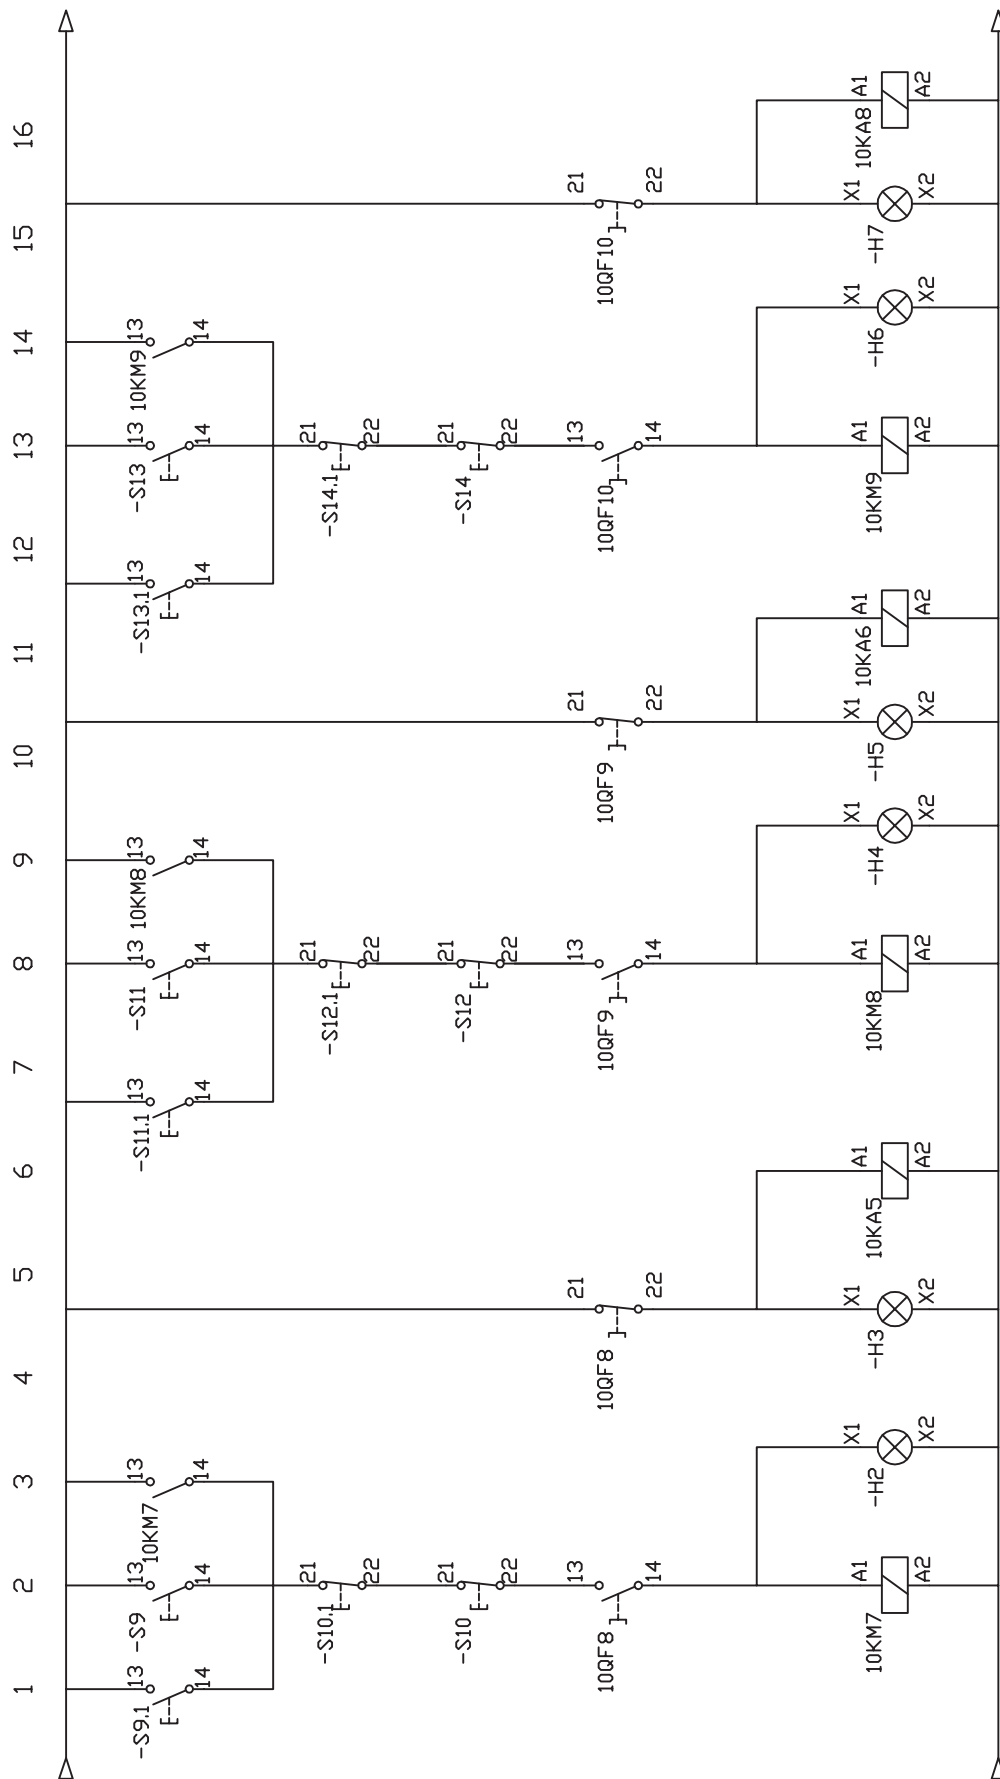 1 2 3 4 5 6 7 8 9 10 11 12 13 14 15 16
-S9.1 13 14
-S9 13 14
10KM7 13 14
-S11.1 13 14
-S11 13 14
10KM8 13 14
-S13.1 13 14
-S13 13 14
10KM9 13 14
-S10.1 21 22
-S12.1 21 22
-S14.1 21 22
-S10 21 22
-S12 21 22
-S14 21 22
10QF8 13 14
10QF8 21 22
10QF9 13 14
10QF9 21 22
10QF10 13 14
10QF10 21 22
10KM7 A1 A2
-H2 X1 X2
-H3 X1 X2
10KA5 A1 A2
10KM8 A1 A2
-H4 X1 X2
-H5 X1 X2
10KA6 A1 A2
10KM9 A1 A2
-H6 X1 X2
-H7 X1 X2
10KA8 A1 A2